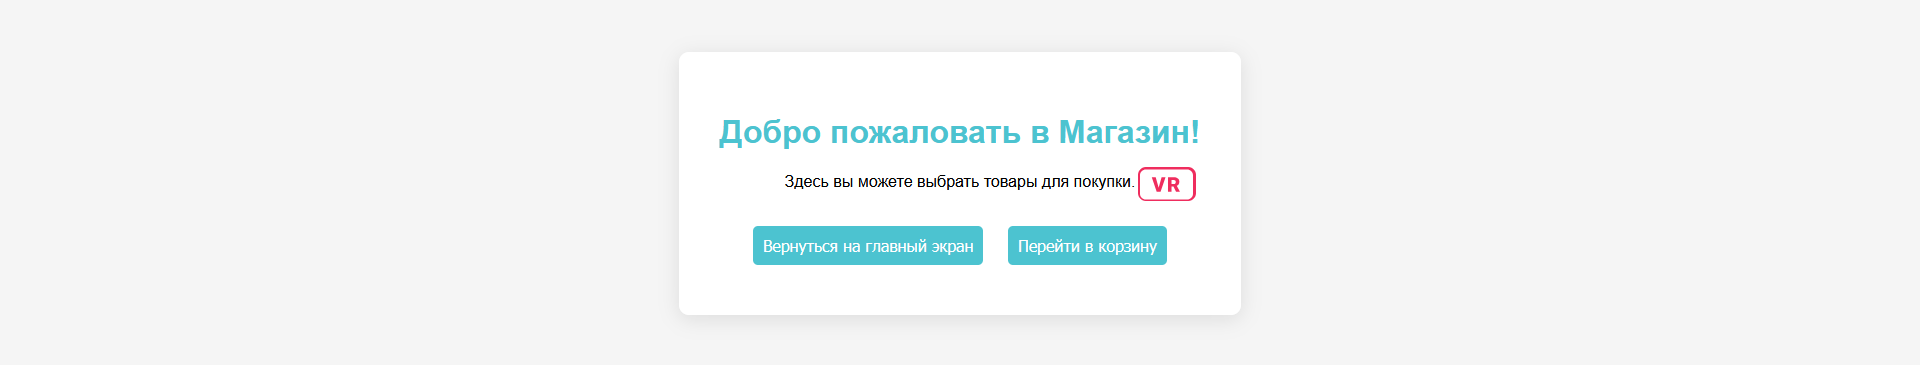 Добро пожаловать в Магазин!
Здесь вы можете выбрать товары для покупки. VR
Вернуться на главный экран Перейти в корзину